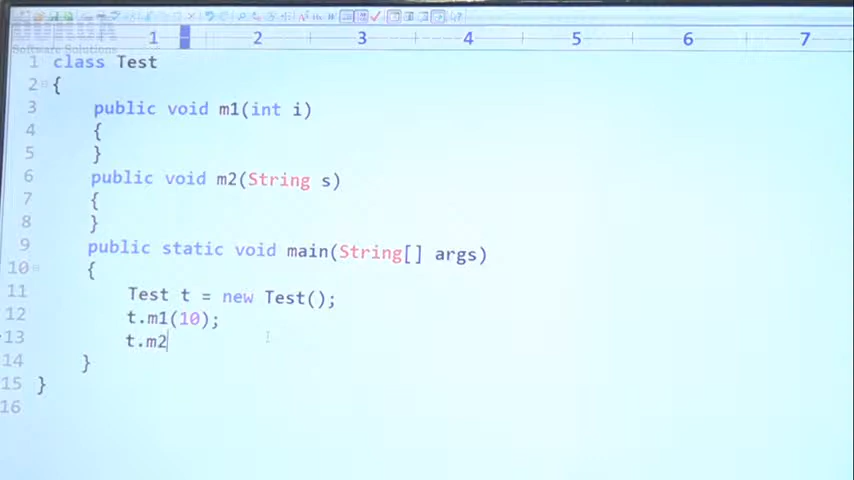 Software Solutions
1 2 3 4 5 6 7
1 class Test
2 {
3 public void m1(int i)
4 {
5 }
6 public void m2(String s)
7 {
8 }
9 public static void main(String[] args)
10 {
11 Test t = new Test();
12 t.m1(10);
13 t.m2
14 }
15 }
16